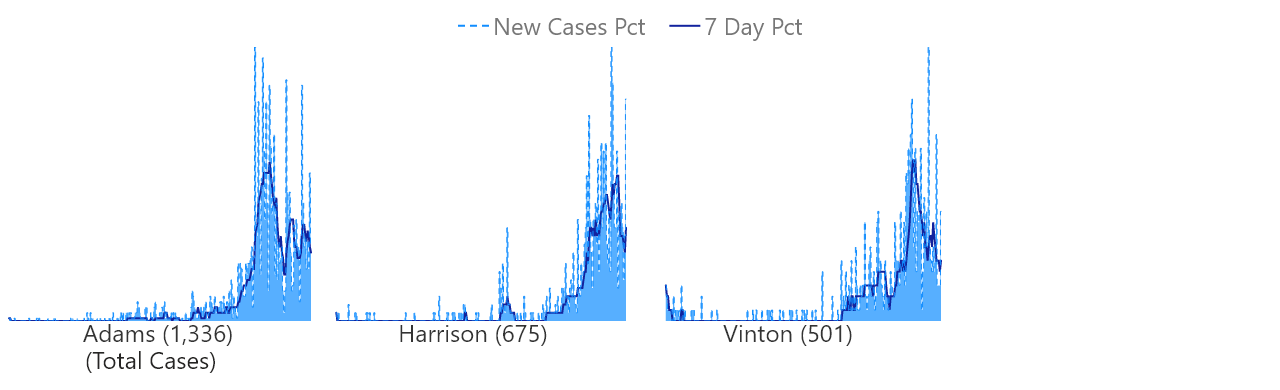 New Cases Pct 7 Day Pct
Adams (1,336) Harrison (675) Vinton (501)
(Total Cases)